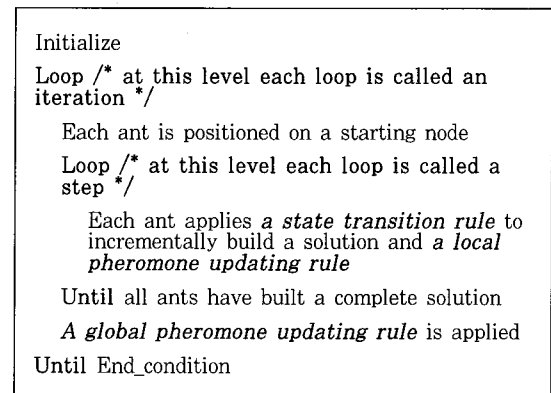 Initialize
Loop /* at this level each loop is called an
iteration */
Each ant is positioned on a starting node
Loop /* at this level each loop is called a
step */
Each ant applies a state transition rule to
incrementally build a solution and a local
pheromone updating rule
Until all ants have built a complete solution
A global pheromone updating rule is applied
Until End_condition